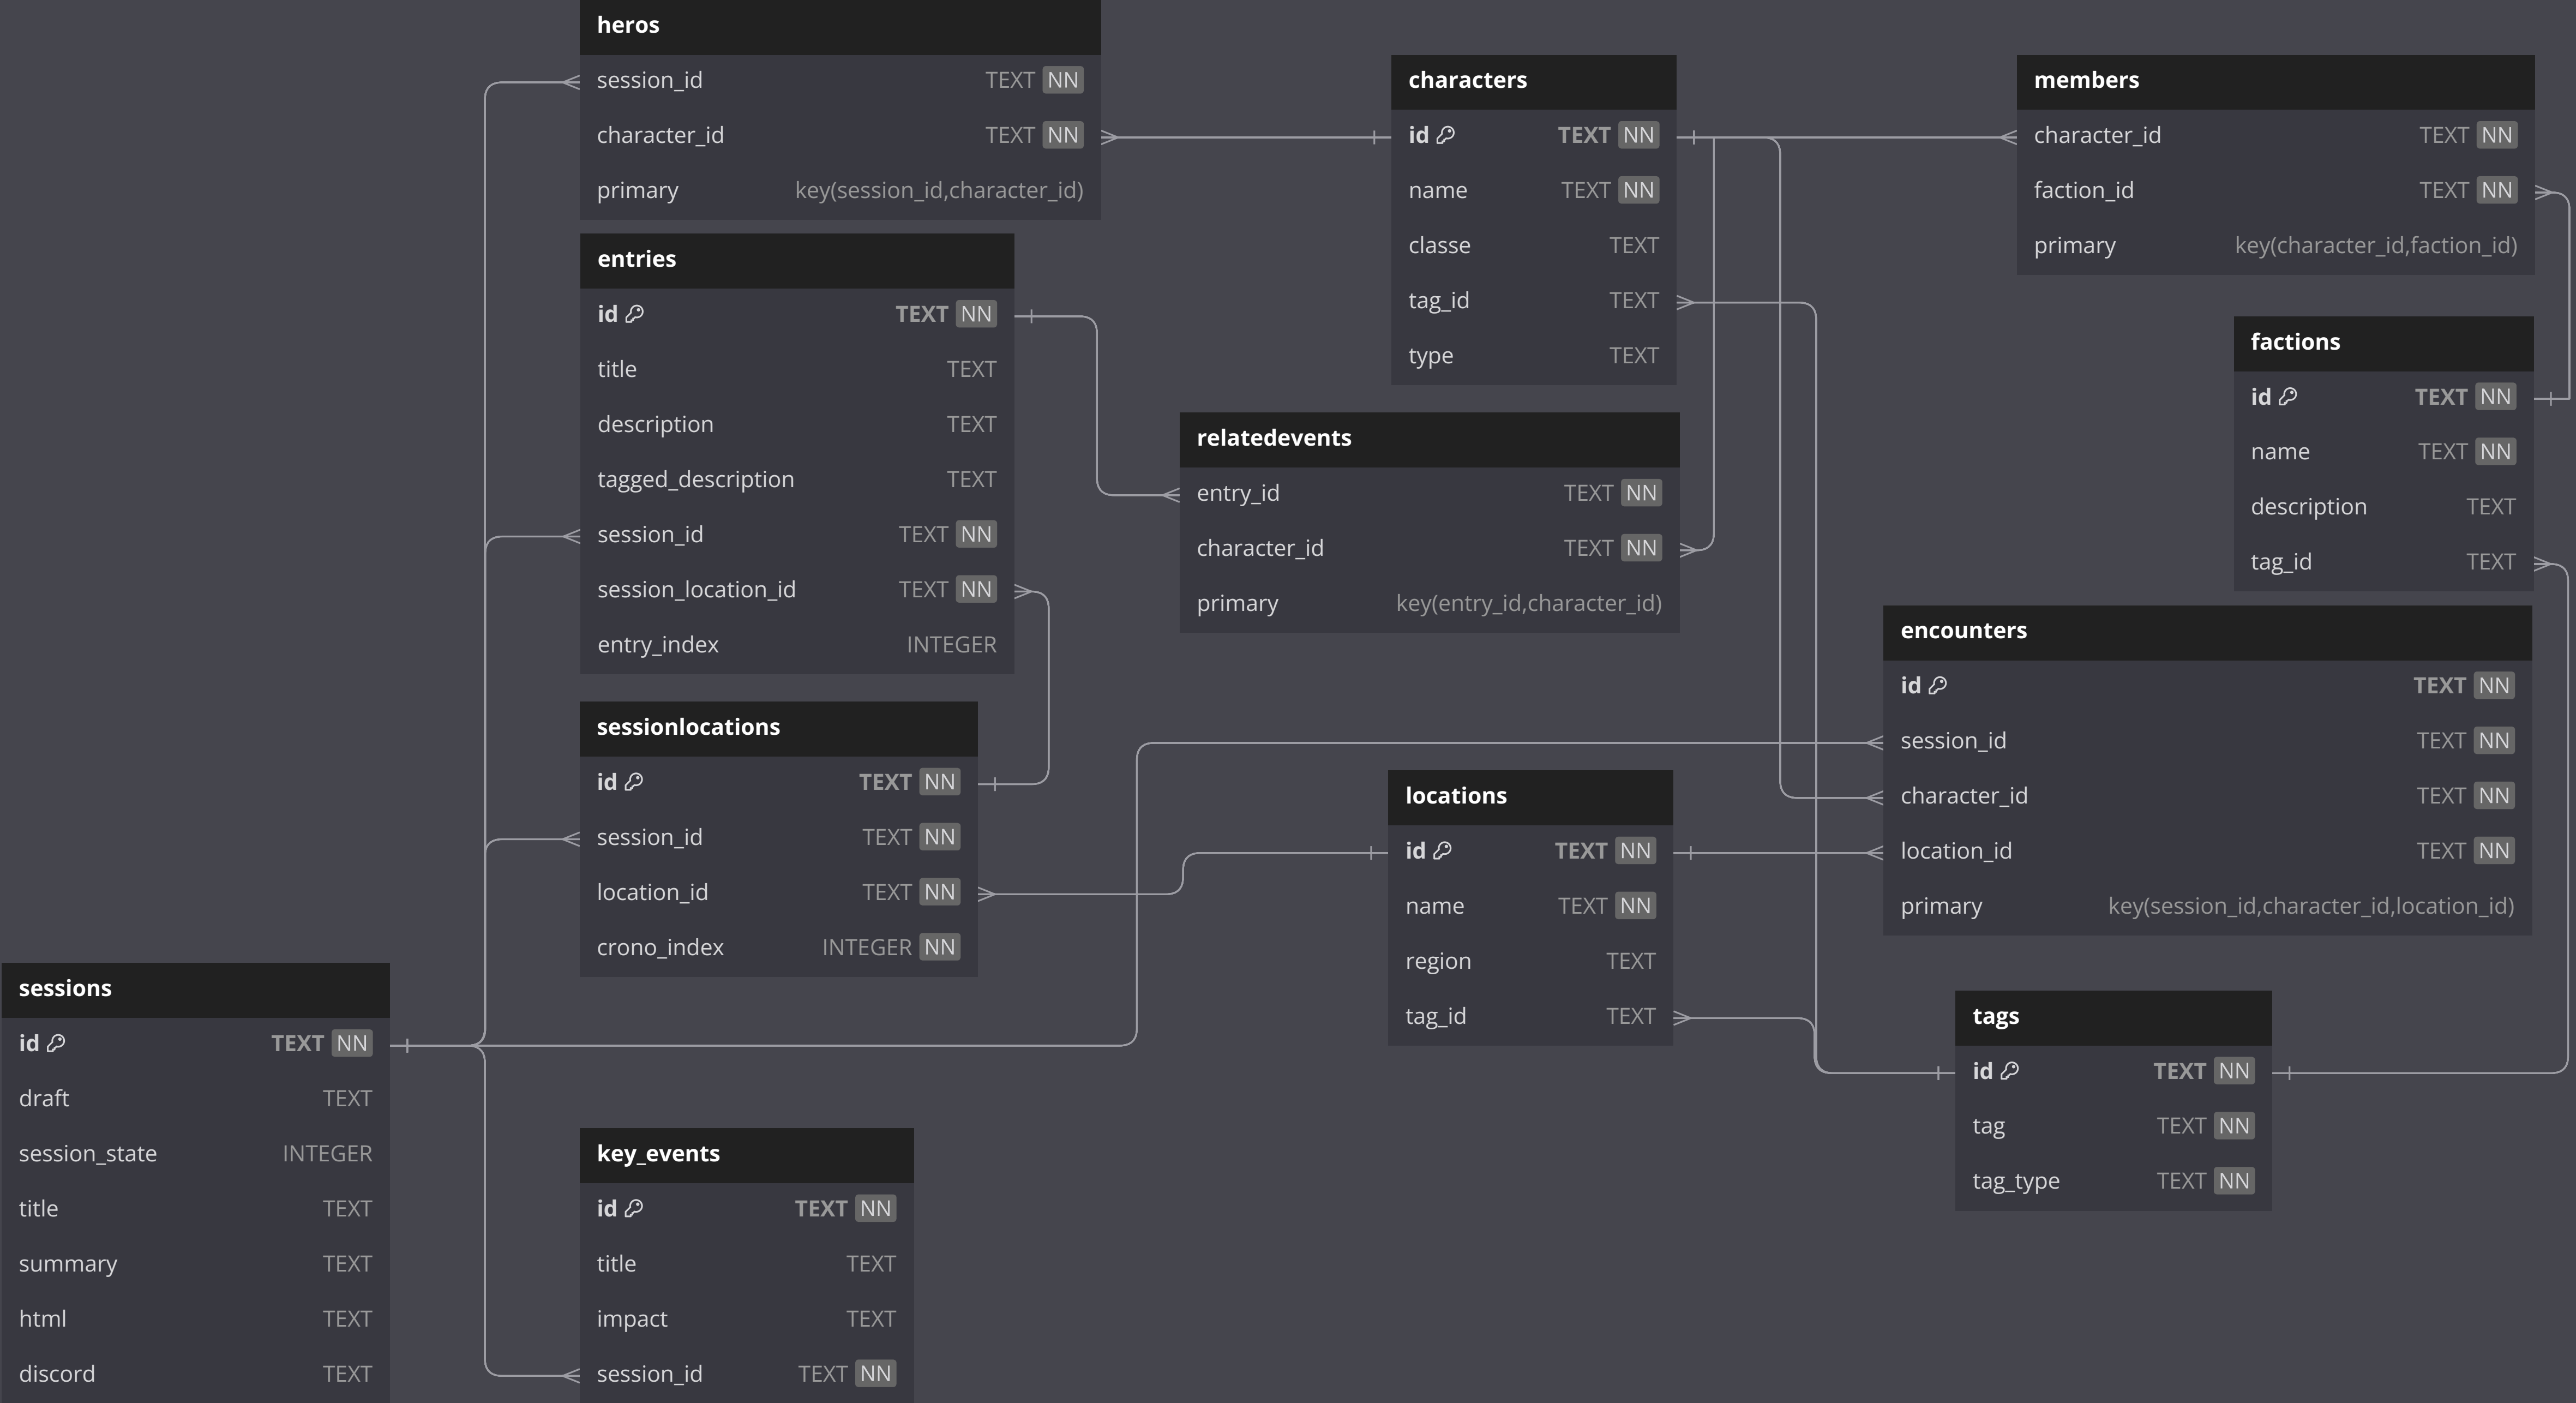 heros
session_id TEXT NN
character_id TEXT NN
primary key(session_id,character_id)
entries
id TEXT NN
title TEXT
description TEXT
tagged_description TEXT
session_id TEXT NN
session_location_id TEXT NN
entry_index INTEGER
sessionlocations
id TEXT NN
session_id TEXT NN
location_id TEXT NN
crono_index INTEGER NN
sessions
id TEXT NN
draft TEXT
session_state INTEGER
title TEXT
summary TEXT
html TEXT
discord TEXT
key_events
id TEXT NN
title TEXT
impact TEXT
session_id TEXT NN
characters
id TEXT NN
name TEXT NN
classe TEXT
tag_id TEXT
type TEXT
relatedevents
entry_id TEXT NN
character_id TEXT NN
primary key(entry_id,character_id)
locations
id TEXT NN
name TEXT NN
region TEXT
tag_id TEXT
members
character_id TEXT NN
faction_id TEXT NN
primary key(character_id,faction_id)
factions
id TEXT NN
name TEXT NN
description TEXT
tag_id TEXT
encounters
id TEXT NN
session_id TEXT NN
character_id TEXT NN
location_id TEXT NN
primary key(session_id,character_id,location_id)
tags
id TEXT NN
tag TEXT NN
tag_type TEXT NN